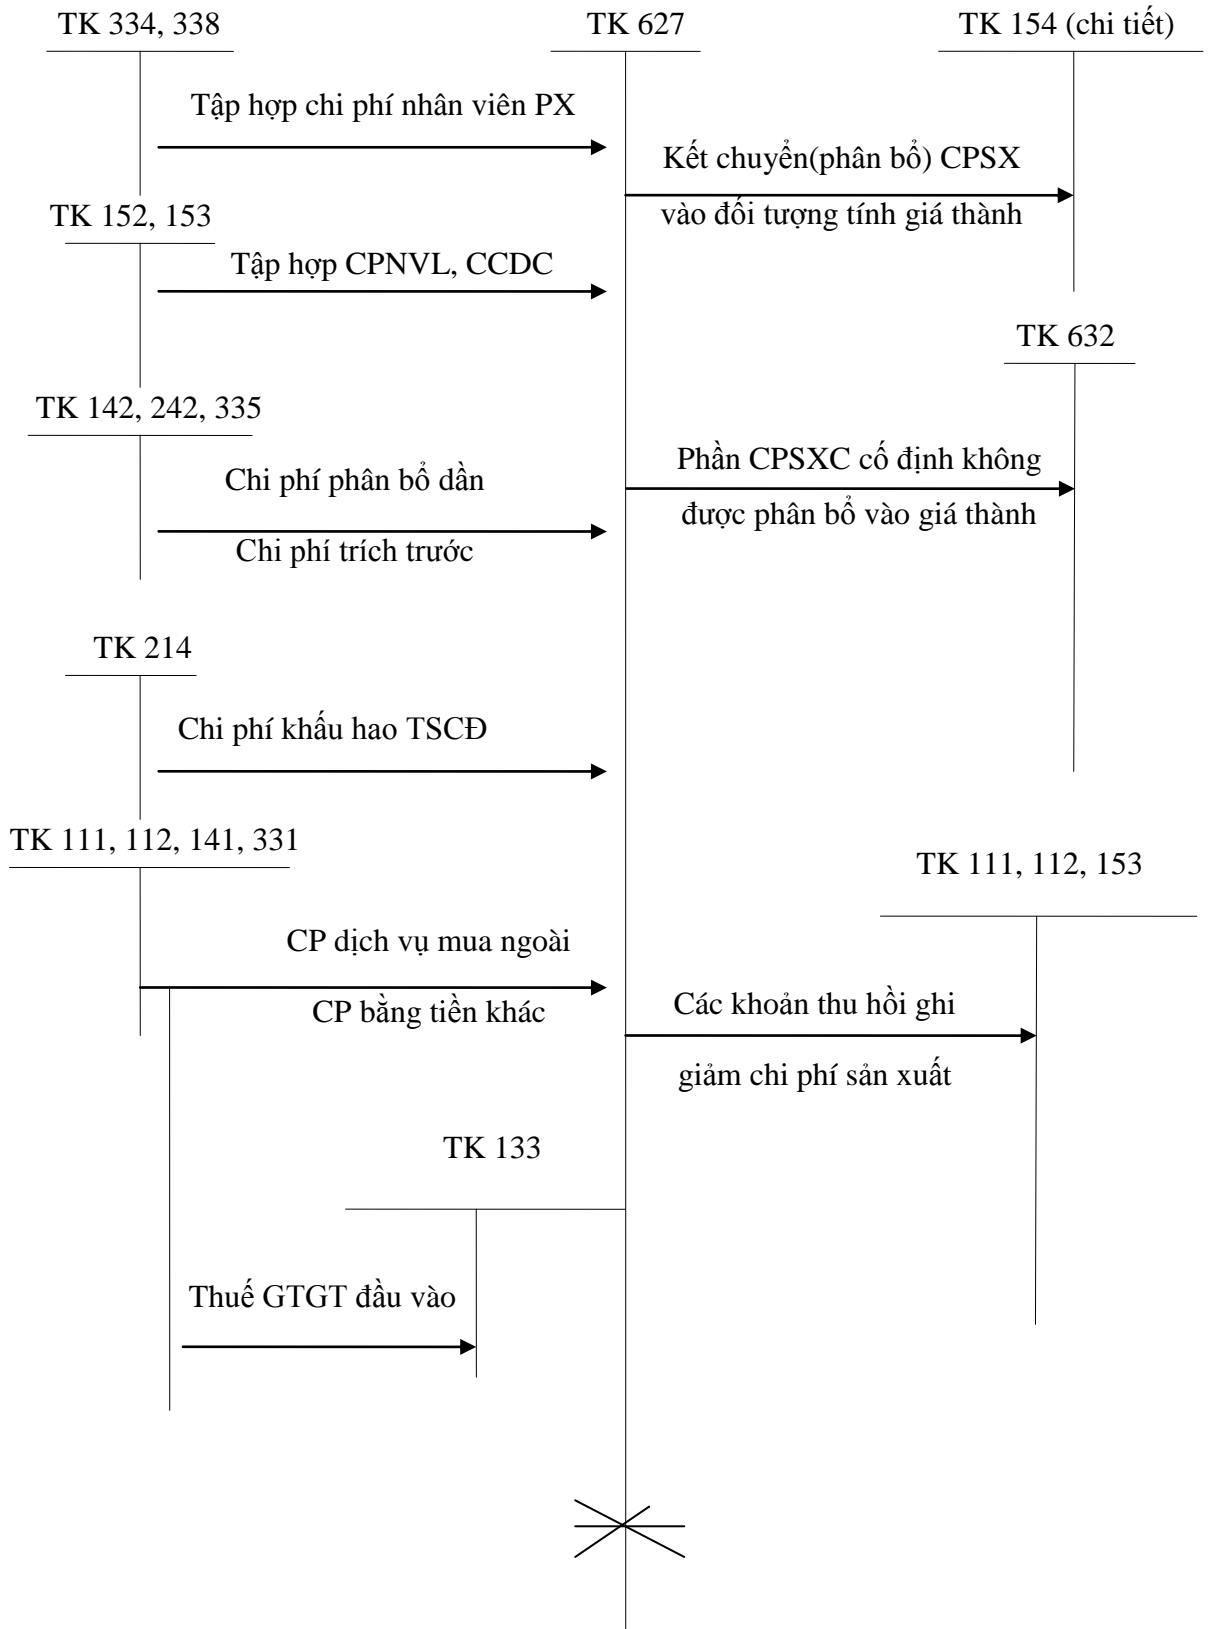 TK 334, 338
TK 627
TK 154 (chi tiết)
Tập hợp chi phí nhân viên PX
Kết chuyển(phân bổ) CPSX
vào đối tượng tính giá thành
TK 152, 153
Tập hợp CPNVL, CCDC
TK 632
TK 142, 242, 335
Chi phí phân bổ dần
Chi phí trích trước
Phần CPSXC cố định không
được phân bổ vào giá thành
TK 214
Chi phí khấu hao TSCĐ
TK 111, 112, 141, 331
TK 111, 112, 153
CP dịch vụ mua ngoài
CP bằng tiền khác
Các khoản thu hồi ghi
giảm chi phí sản xuất
TK 133
Thuế GTGT đầu vào